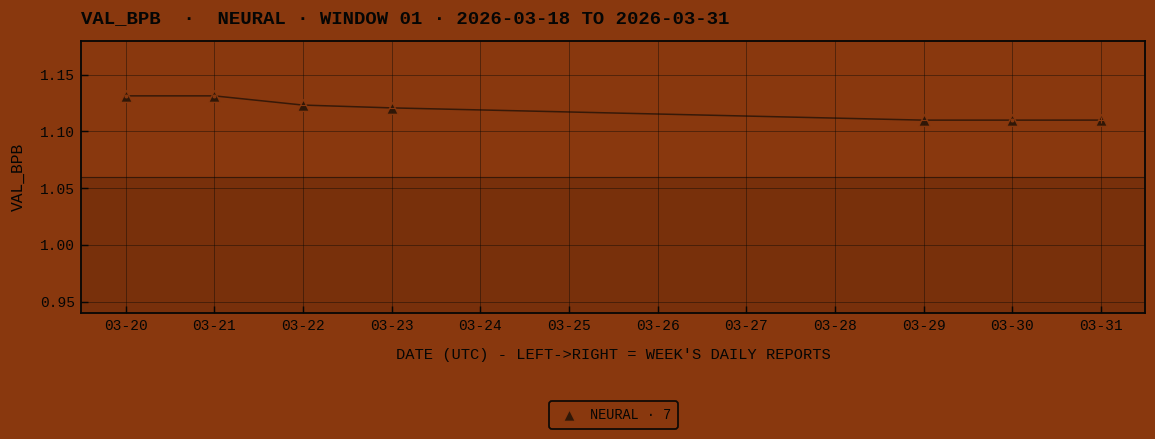 VAL_BPB · NEURAL · WINDOW 01 · 2026-03-18 TO 2026-03-31
1.15
1.10
1.05
1.00
0.95
VAL_BPB
03-20 03-21 03-22 03-23 03-24 03-25 03-26 03-27 03-28 03-29 03-30 03-31
DATE (UTC) - LEFT->RIGHT = WEEK'S DAILY REPORTS
▲ NEURAL · 7